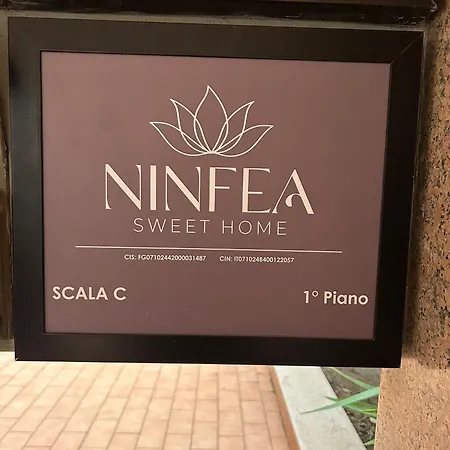 NINFEA
SWEET HOME
CIS: FG07102442000031487 CIN: IT071024B400122057
SCALA C 1° Piano